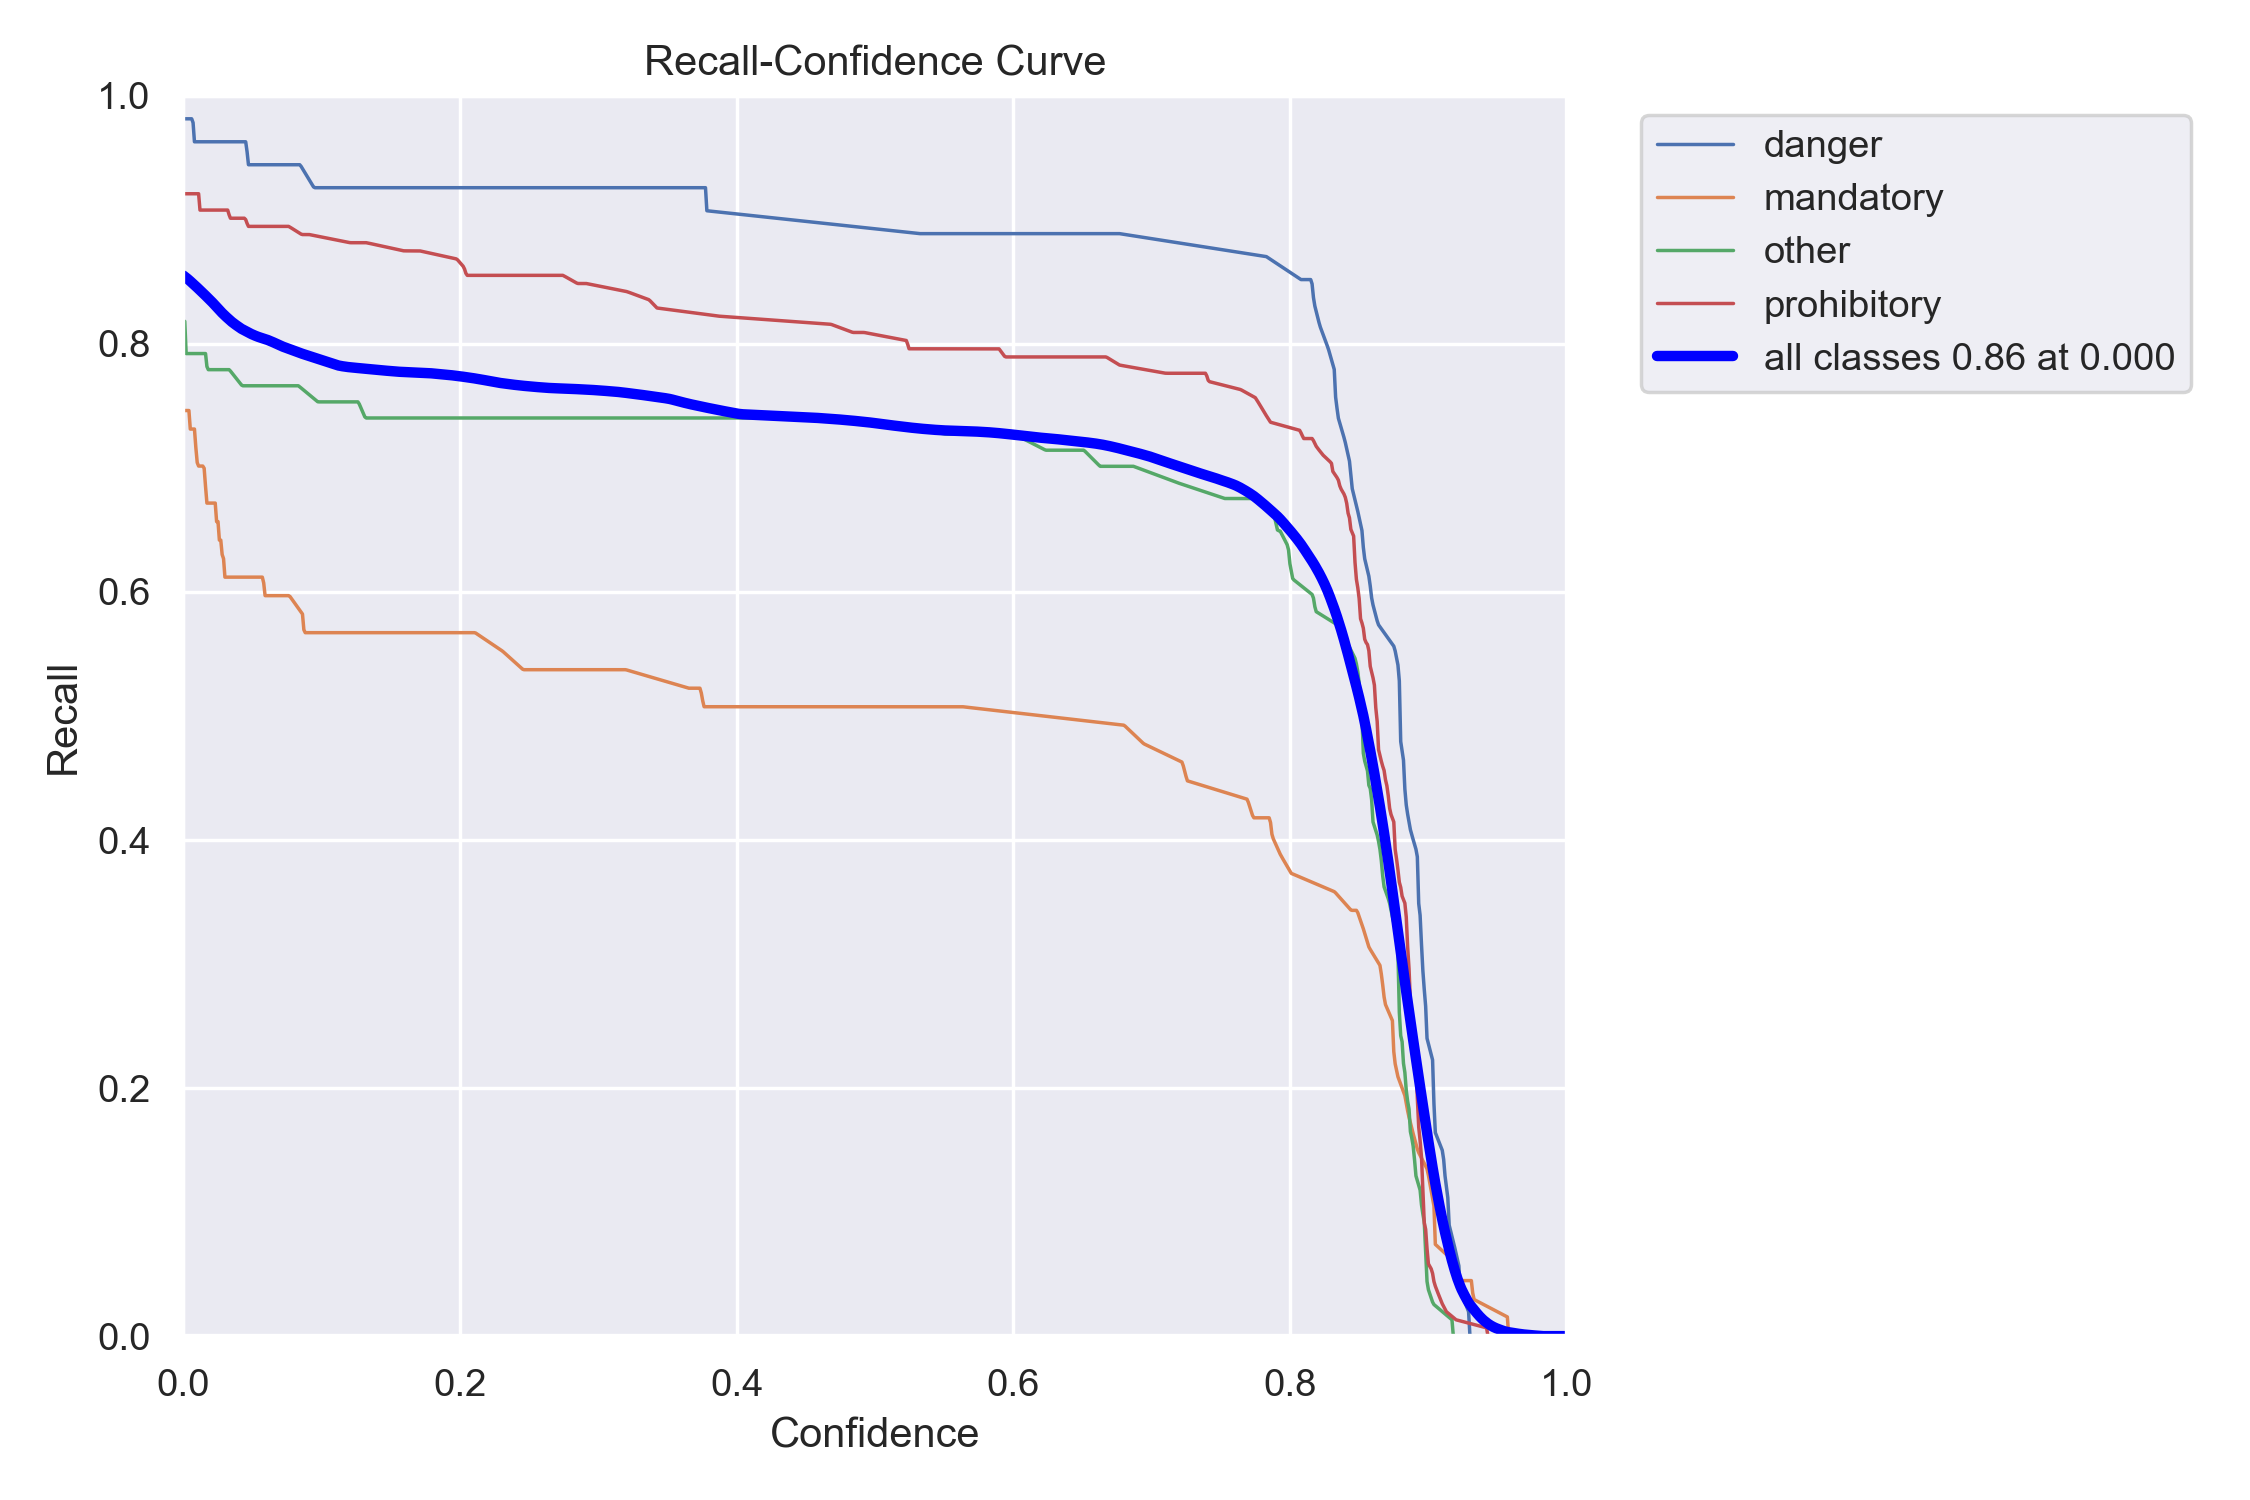 Recall-Confidence Curve
1.0
0.8
0.6
0.4
0.2
0.0
Recall
0.0 0.2 0.4 0.6 0.8 1.0
Confidence
danger
mandatory
other
prohibitory
all classes 0.86 at 0.000